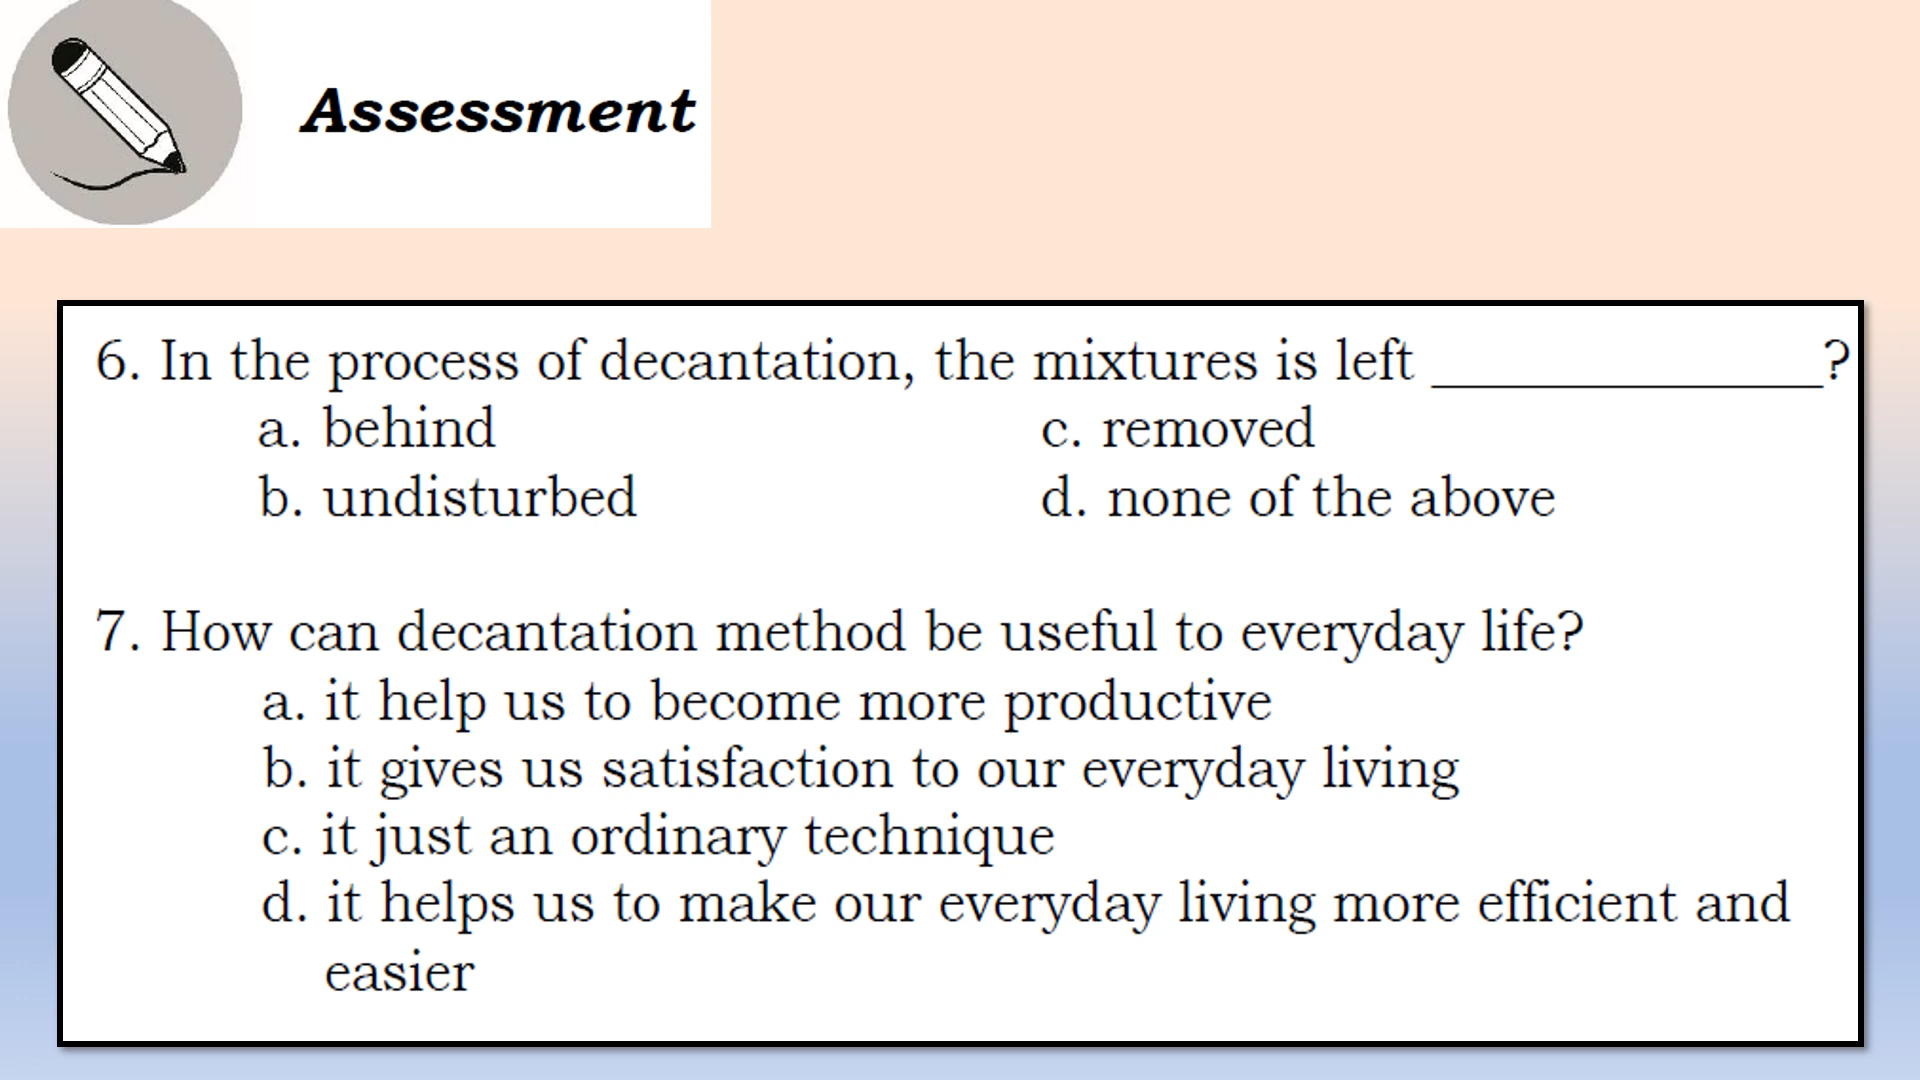 Assessment
6. In the process of decantation, the mixtures is left ______________?
a. behind
c. removed
b. undisturbed
d. none of the above
7. How can decantation method be useful to everyday life?
a. it help us to become more productive
b. it gives us satisfaction to our everyday living
c. it just an ordinary technique
d. it helps us to make our everyday living more efficient and
easier